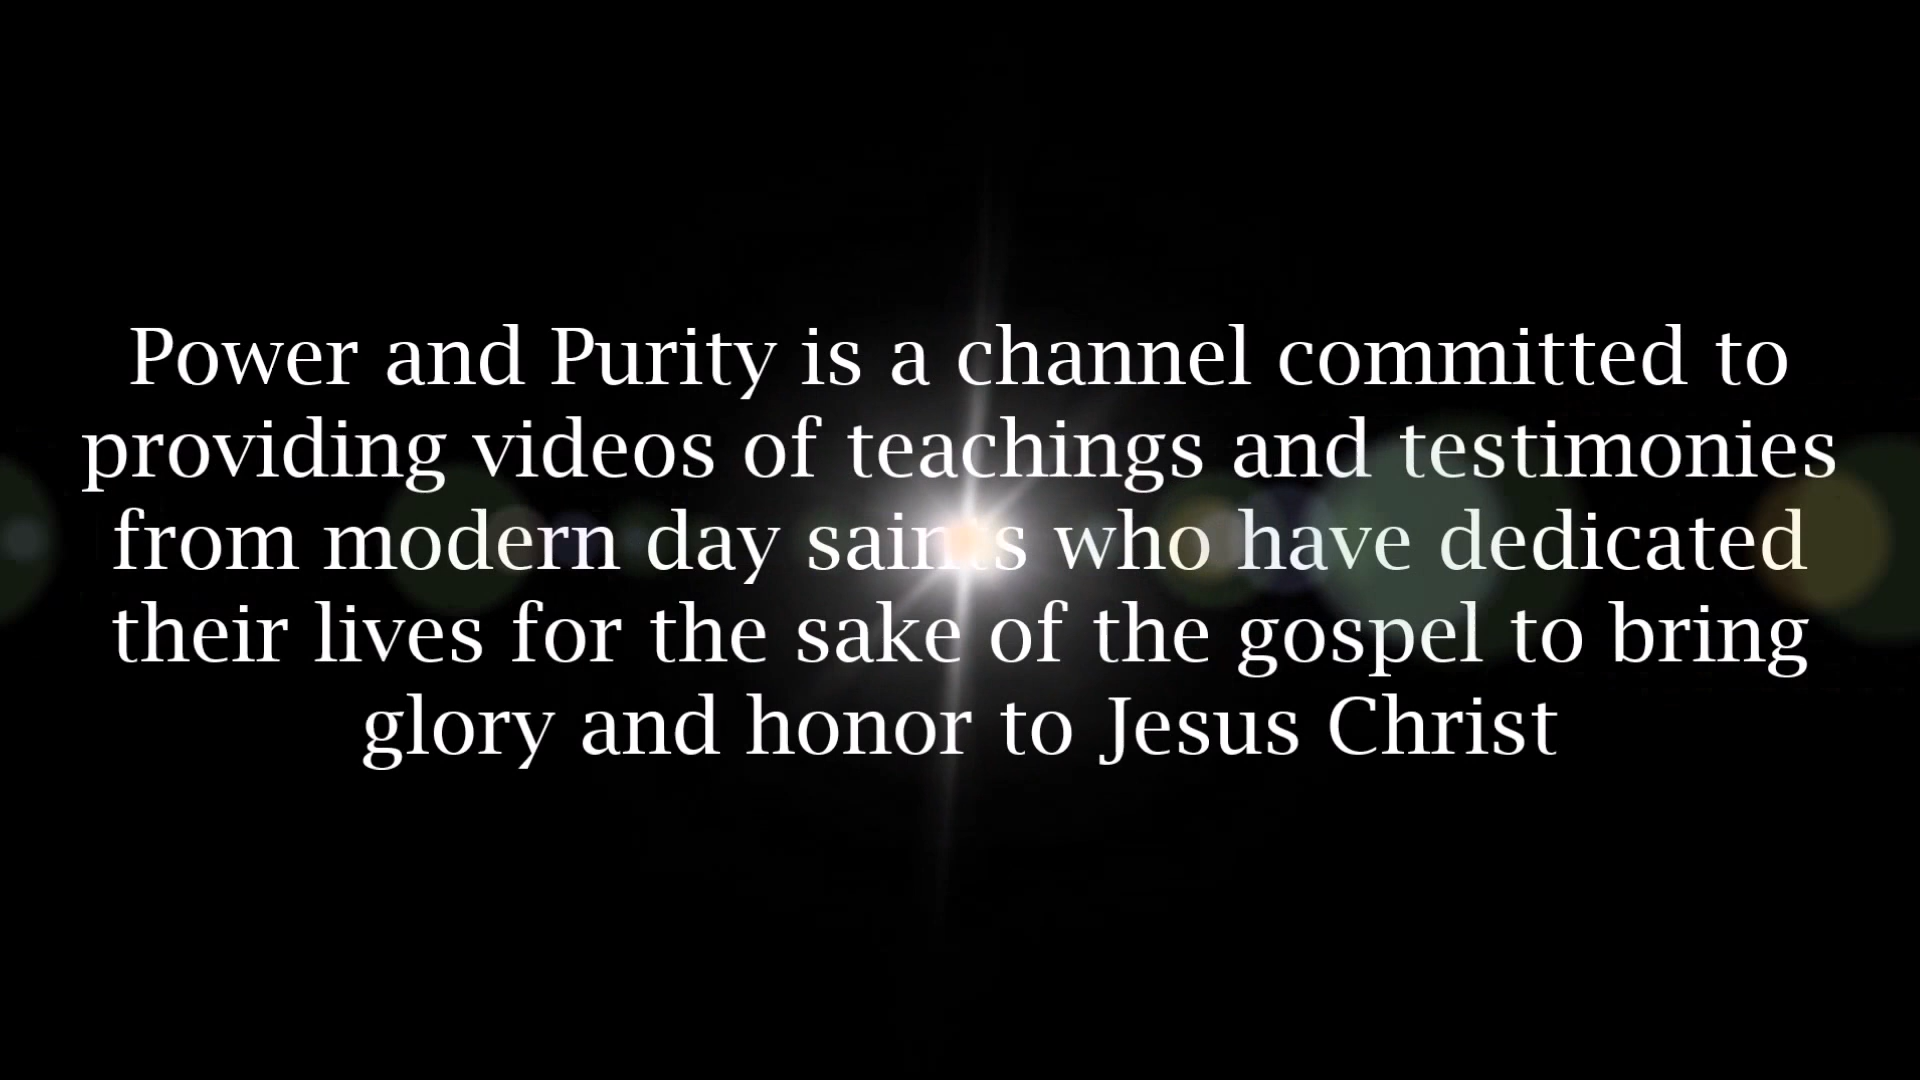 Power and Purity is a channel committed to
providing videos of teachings and testimonies
from modern day saints who have dedicated
their lives for the sake of the gospel to bring
glory and honor to Jesus Christ